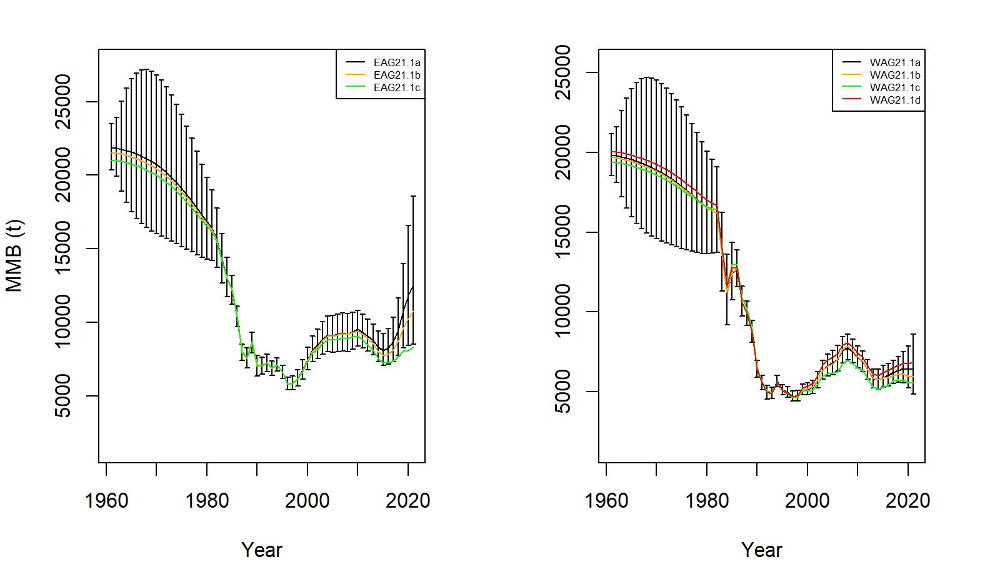 MMB (t)
25000
20000
15000
10000
5000
EAG21.1a
EAG21.1b
EAG21.1c
1960
1980
2000
2020
Year
25000
20000
15000
10000
5000
WAG21.1a
WAG21.1b
WAG21.1c
WAG21.1d
1960
1980
2000
2020
Year